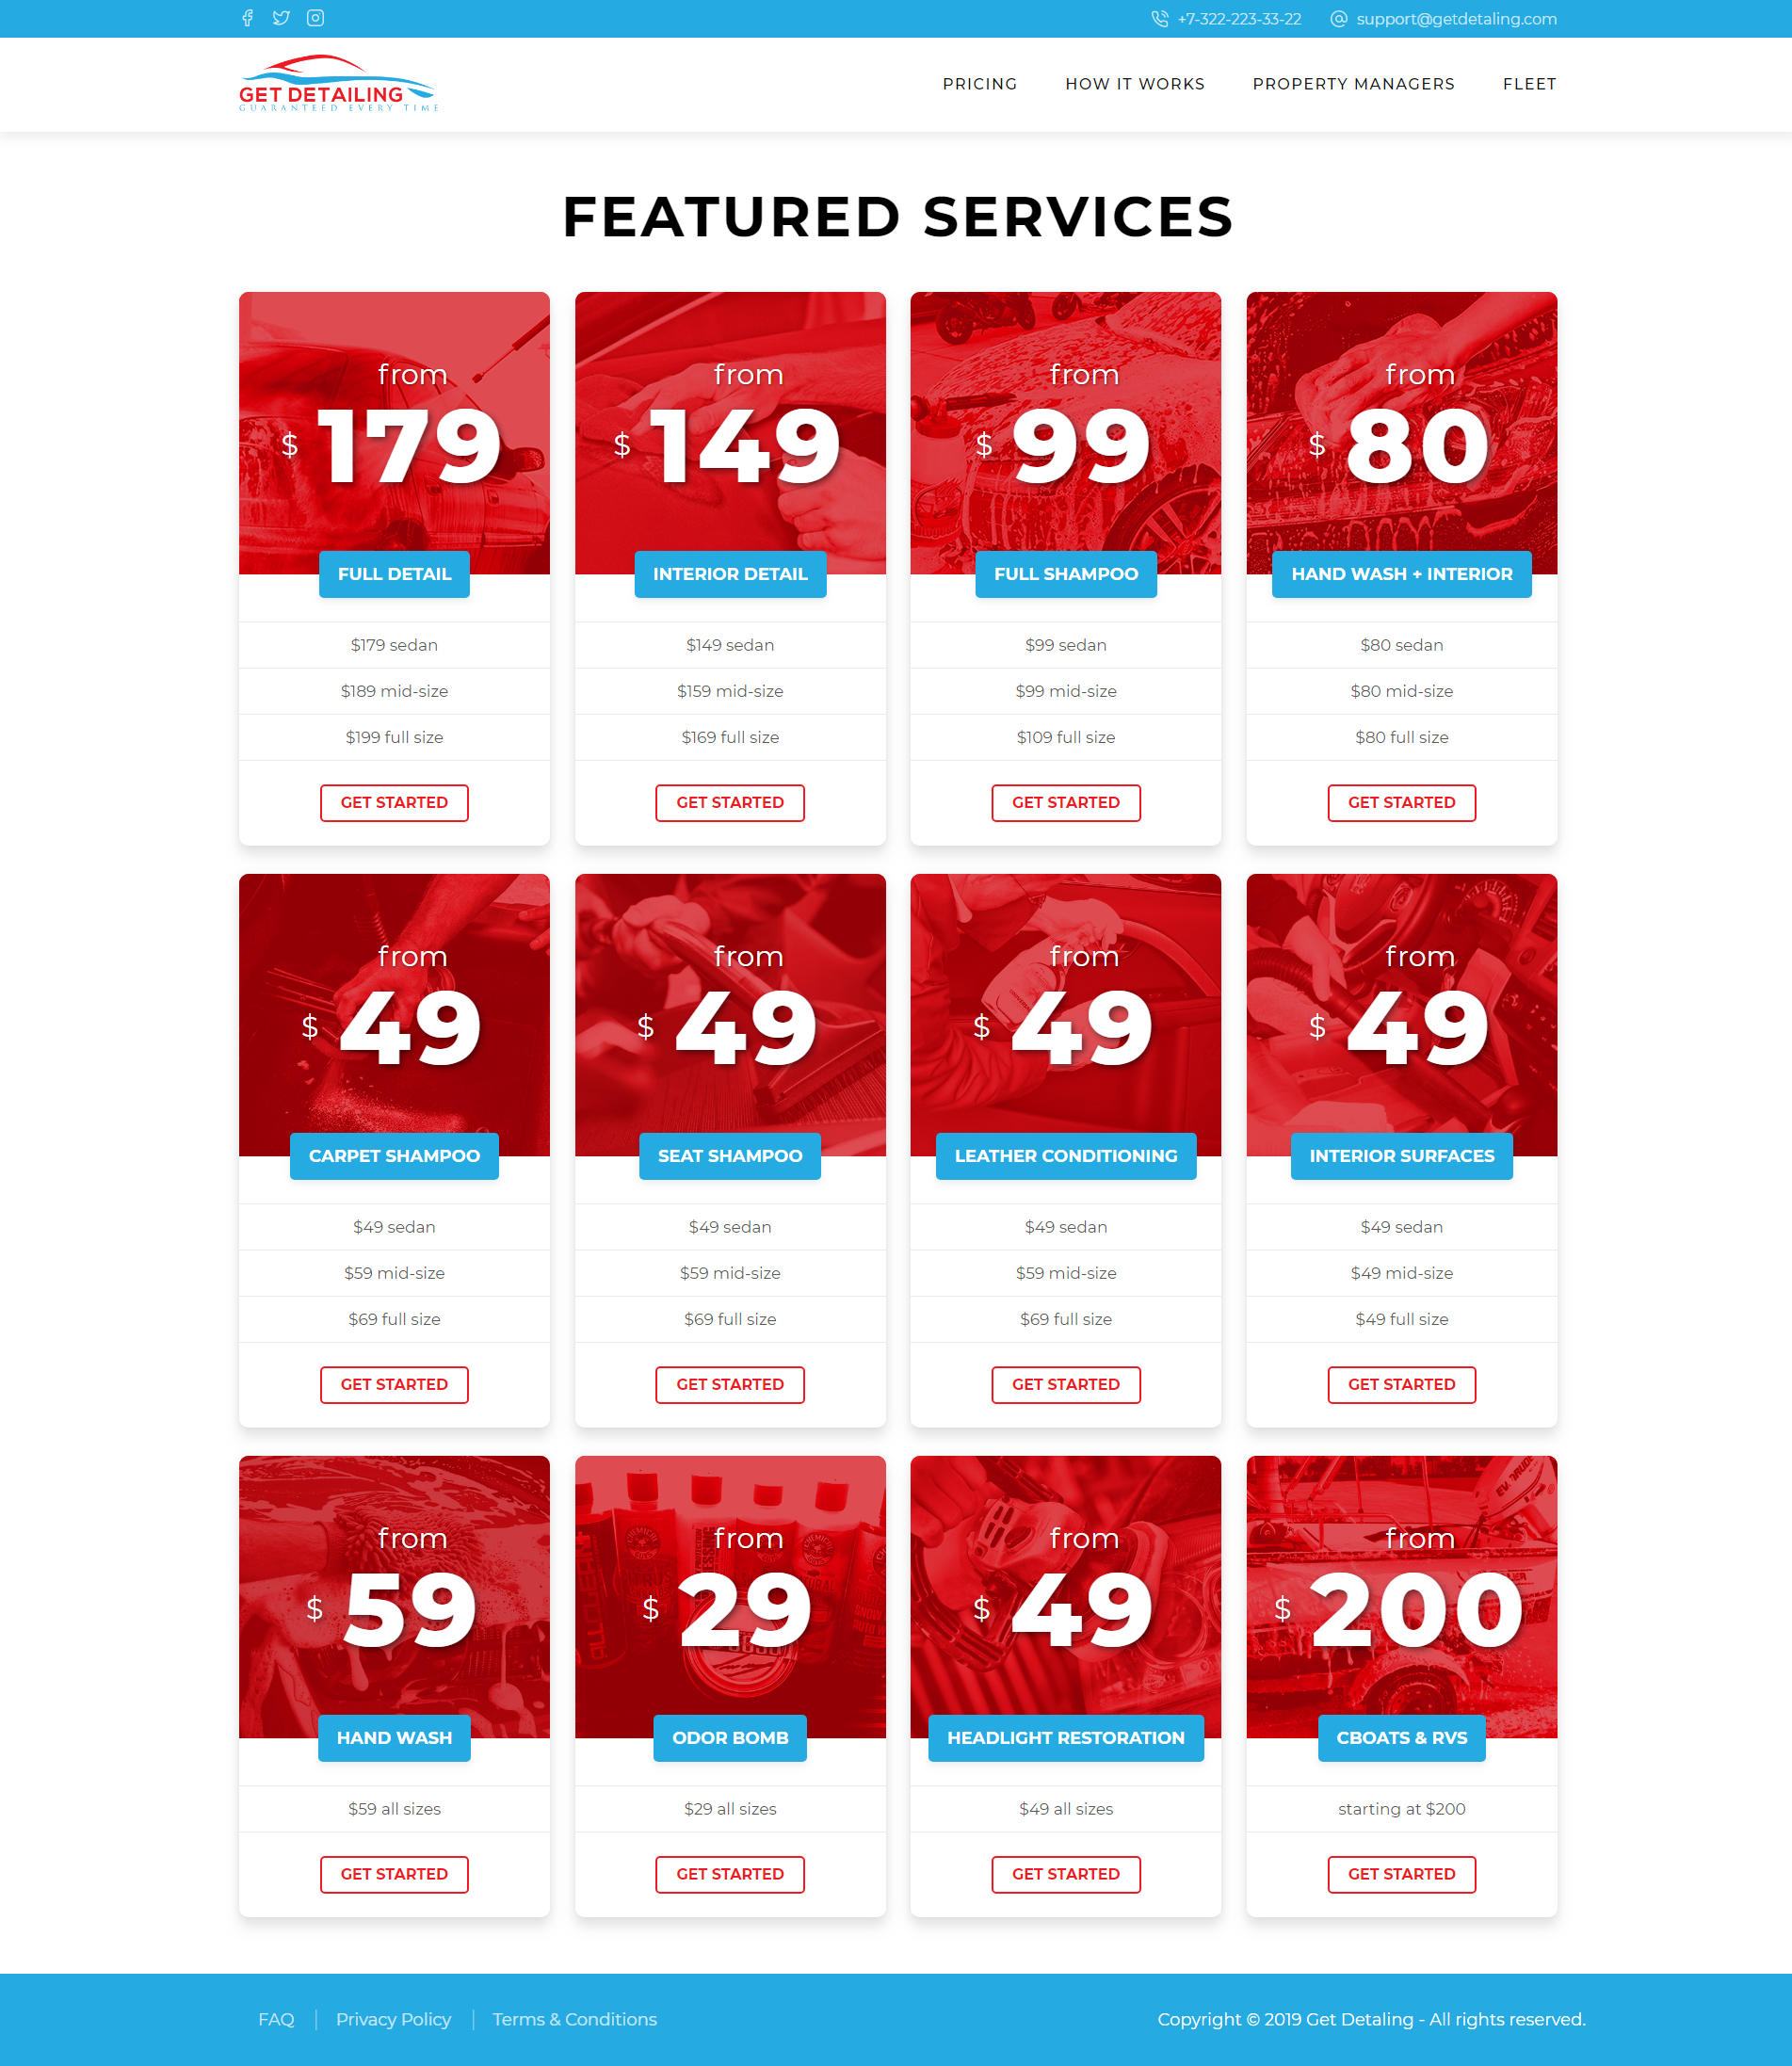 +7-322-223-33-22 support@getdetaling.com
GET DETAILING
GUARANTEED EVERY TIME
PRICING HOW IT WORKS PROPERTY MANAGERS FLEET
FEATURED SERVICES
from
$ 179
FULL DETAIL
$179 sedan
$189 mid-size
$199 full size
GET STARTED
from
$ 149
INTERIOR DETAIL
$149 sedan
$159 mid-size
$169 full size
GET STARTED
from
$ 99
FULL SHAMPOO
$99 sedan
$99 mid-size
$109 full size
GET STARTED
from
$ 80
HAND WASH + INTERIOR
$80 sedan
$80 mid-size
$80 full size
GET STARTED
from
$ 49
CARPET SHAMPOO
$49 sedan
$59 mid-size
$69 full size
GET STARTED
from
$ 49
SEAT SHAMPOO
$49 sedan
$59 mid-size
$69 full size
GET STARTED
from
$ 49
LEATHER CONDITIONING
$49 sedan
$59 mid-size
$69 full size
GET STARTED
from
$ 49
INTERIOR SURFACES
$49 sedan
$49 mid-size
$49 full size
GET STARTED
from
$ 59
HAND WASH
$59 all sizes
GET STARTED
from
$ 29
ODOR BOMB
$29 all sizes
GET STARTED
from
$ 49
HEADLIGHT RESTORATION
$49 all sizes
GET STARTED
from
$ 200
CBOATS & RVS
starting at $200
GET STARTED
FAQ Privacy Policy Terms & Conditions
Copyright © 2019 Get Detaling - All rights reserved.